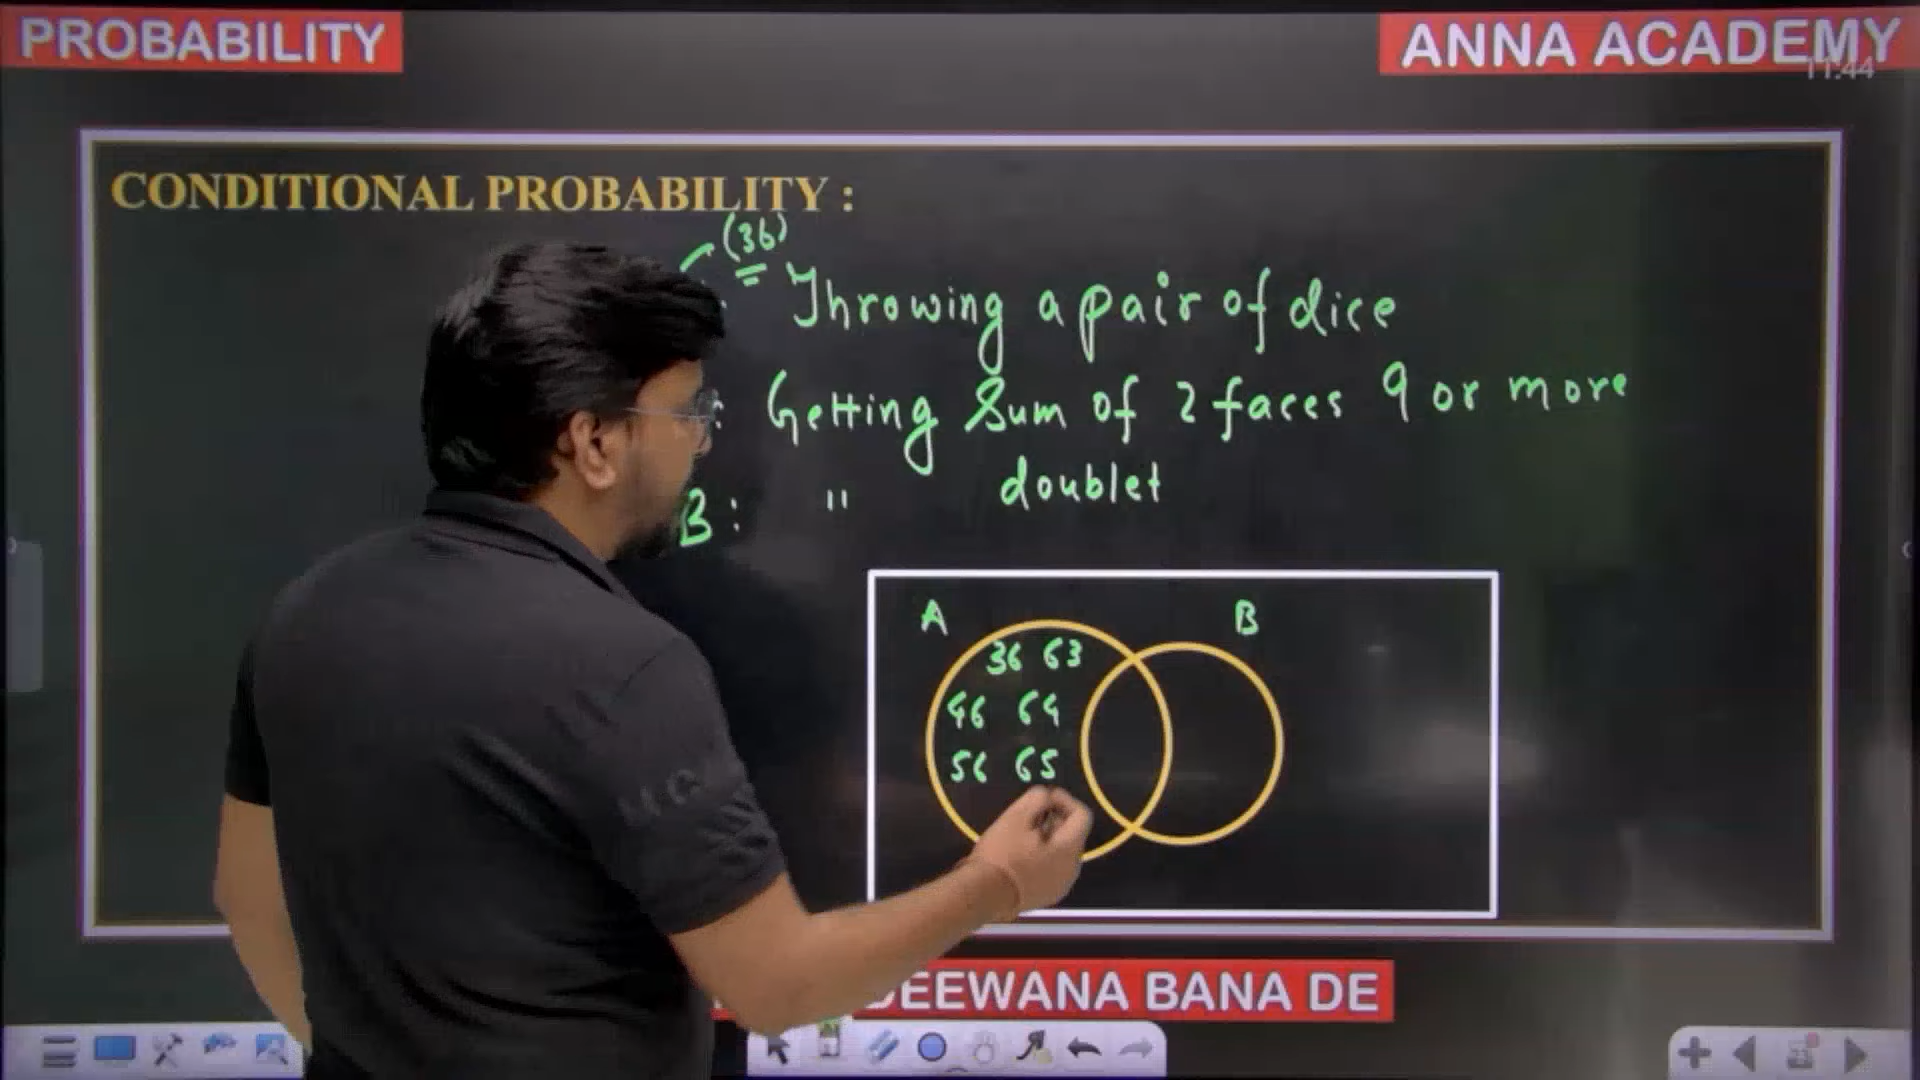 PROBABILITY
ANNA ACADEMY
11:44
CONDITIONAL PROBABILITY :
(36)
Throwing a pair of dice
: Getting Sum of 2 faces 9 or more
B : " doublet
A B
36 63
46 64
56 65
DEEWANA BANA DE